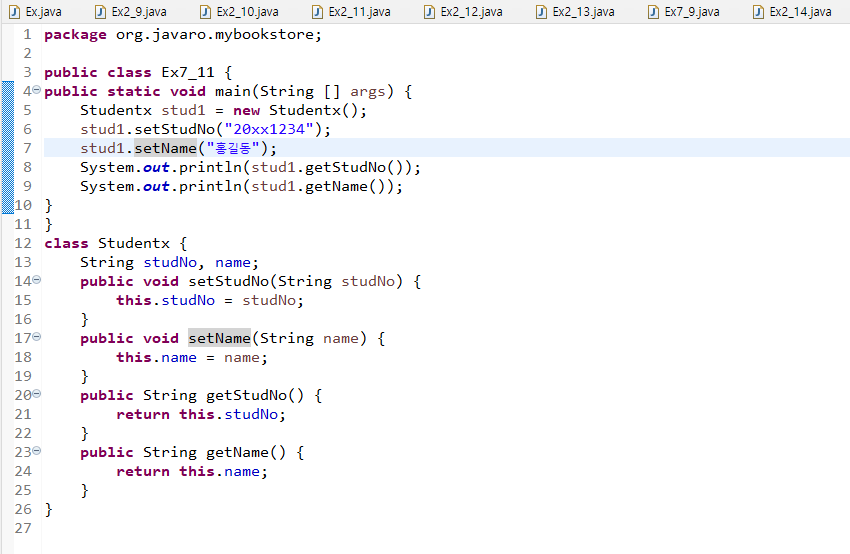 Ex.java Ex2_9.java Ex2_10.java Ex2_11.java Ex2_12.java Ex2_13.java Ex7_9.java Ex2_14.java
1 package org.javaro.mybookstore;
2
3 public class Ex7_11 {
4 public static void main(String [] args) {
5 Studentx stud1 = new Studentx();
6 stud1.setStudNo("20xx1234");
7 stud1.setName("홍길동");
8 System.out.println(stud1.getStudNo());
9 System.out.println(stud1.getName());
10 }
11 }
12 class Studentx {
13 String studNo, name;
14 public void setStudNo(String studNo) {
15 this.studNo = studNo;
16 }
17 public void setName(String name) {
18 this.name = name;
19 }
20 public String getStudNo() {
21 return this.studNo;
22 }
23 public String getName() {
24 return this.name;
25 }
26 }
27